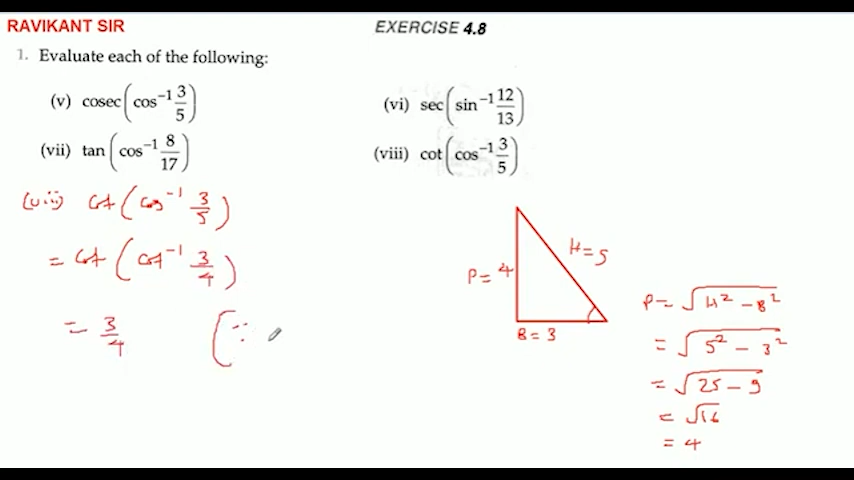 RAVIKANT SIR
EXERCISE 4.8
1. Evaluate each of the following:
(v) cosec(cos⁻¹ 3/5)
(vi) sec(sin⁻¹ 12/13)
(vii) tan(cos⁻¹ 8/17)
(viii) cot(cos⁻¹ 3/5)
(viii) cot(cos⁻¹ 3/5)
= cot(cot⁻¹ 3/4)
= 3/4 (∵
P = 4
H = 5
B = 3
P = √H² - B²
= √5² - 3²
= √25 - 9
= √16
= 4